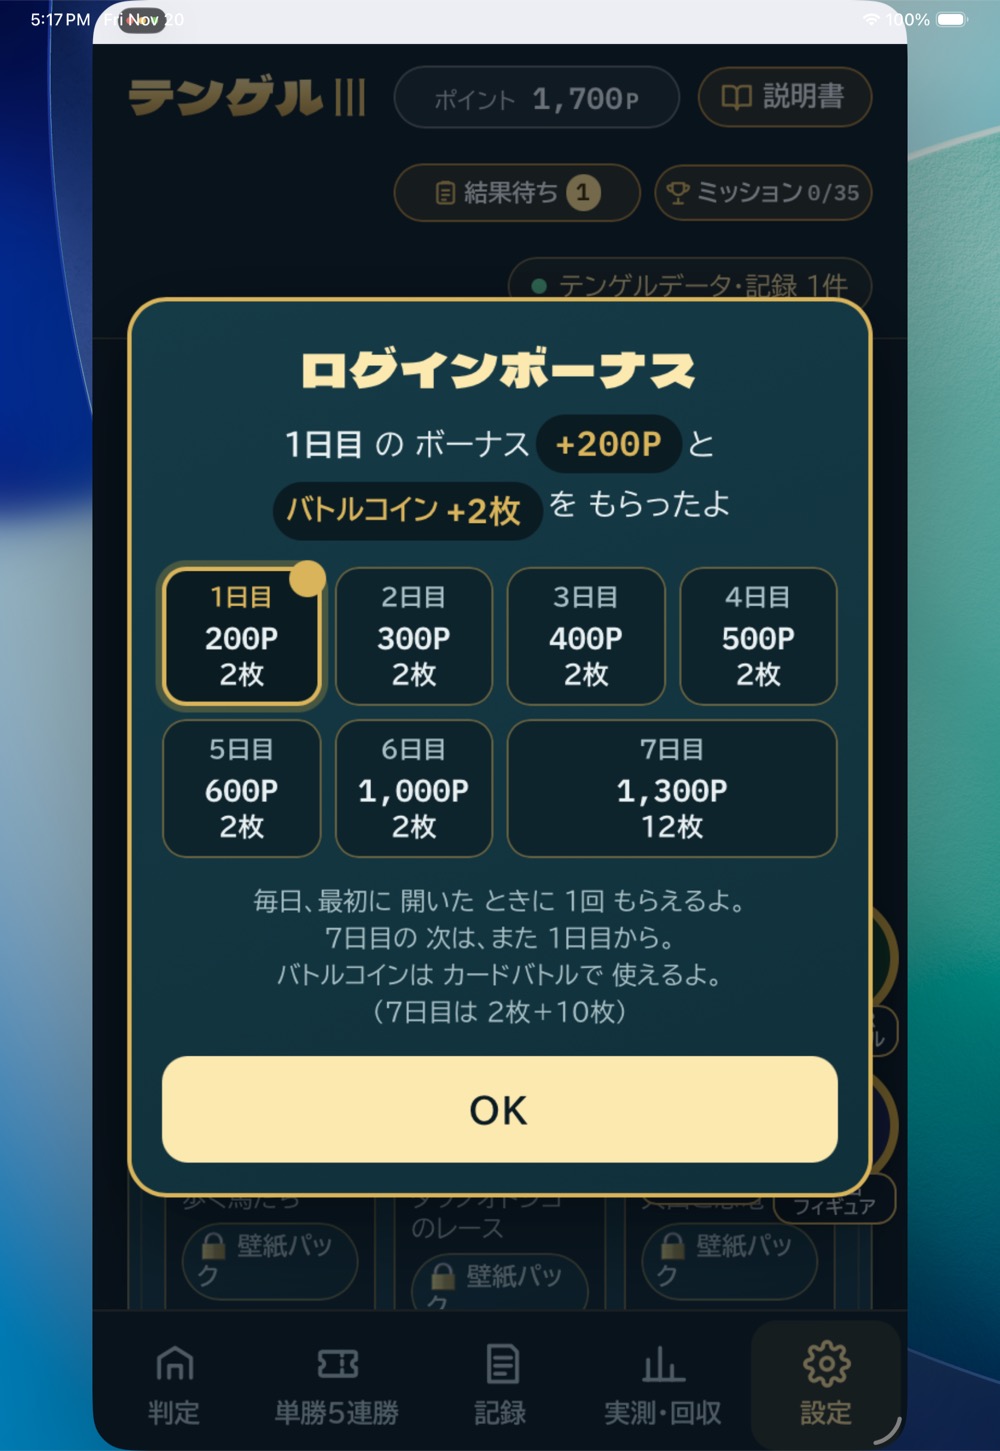 5:17PM Fri Nov 20
100%
テンゲルIII
ポイント 1,700P
説明書
結果待ち 1
ミッション 0/35
テンゲルデータ・記録 1件
ログインボーナス
1日目 の ボーナス +200P と
バトルコイン +2枚 を もらったよ
1日目
200P
2枚
2日目
300P
2枚
3日目
400P
2枚
4日目
500P
2枚
5日目
600P
2枚
6日目
1,000P
2枚
7日目
1,300P
12枚
毎日、最初に 開いた ときに 1回 もらえるよ。
7日目の 次は、また 1日目から。
バトルコインは カードバトルで 使えるよ。
(7日目は 2枚+10枚)
OK
歩く馬たち
のレース
フィギュア
壁紙パッ
ク
壁紙パッ
ク
壁紙パッ
ク
判定
単勝5連勝
記録
実測・回収
設定